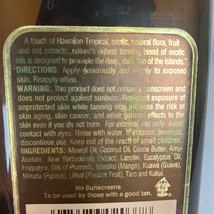 A touch of Hawaiian Tropical, exotic, natural flora, fruit
and nut extracts. Nature's richest tanning blend of exotic
oils is designed to promote the deep, dark "Tan of the Islands."
DIRECTIONS: Apply generously and evenly to exposed
skin. Reapply often.
WARNING: This product does not contain a sunscreen and
does not protect against sunburn. Repeated exposure of
unprotected skin while tanning may increase the risk of
skin aging, skin cancer, and other harmful effects to the
skin even if you do not burn. For external use only. Avoid
contact with eyes. Rinse with water. If irritation develops,
discontinue use. Keep out of the reach of small children.
INGREDIENTS: Mineral Oil, Coconut Oil, Cocoa Butter, Amyl
Acetate, Aloe Barbadensis Extract, Lanolin, Eucalyptus Oil,
Fragrance, Oils of Plumeria, Manako (Mango), Kuawa (Guava),
Mikana (Papaya), Lilikoi (Passion Fruit), Taro and Kukui.
No Sunscreens
To be used by those with a good tan.